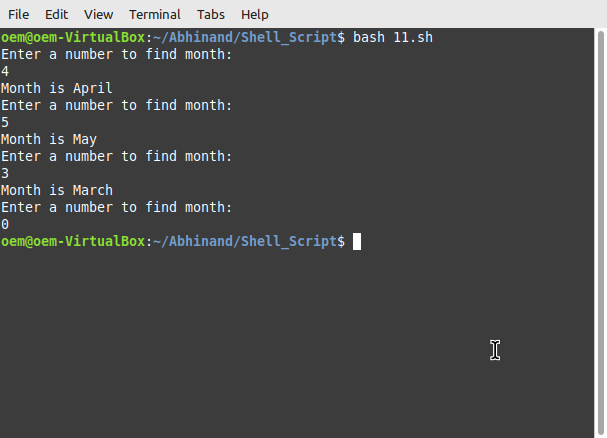 File Edit View Terminal Tabs Help
oem@oem-VirtualBox:~/Abhinand/Shell_Script$ bash 11.sh
Enter a number to find month:
4
Month is April
Enter a number to find month:
5
Month is May
Enter a number to find month:
3
Month is March
Enter a number to find month:
0
oem@oem-VirtualBox:~/Abhinand/Shell_Script$